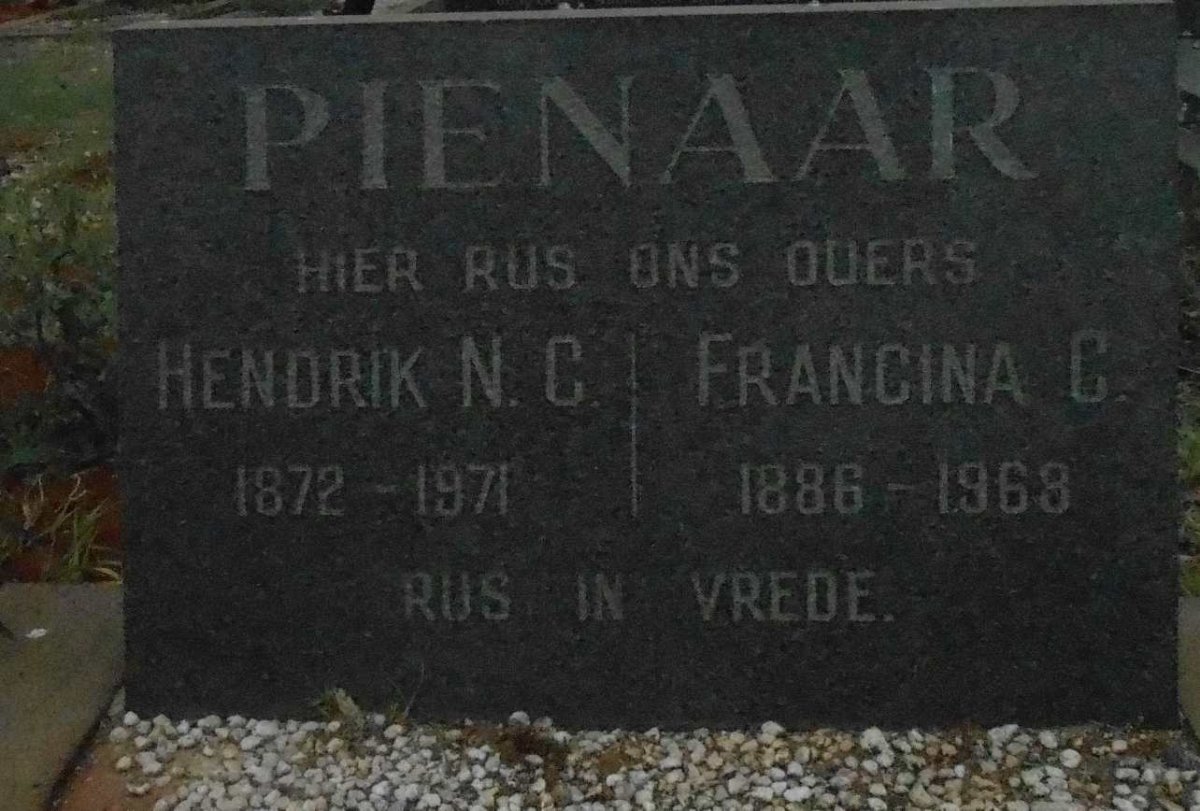 PIENAAR
HIER RUS ONS OUERS
HENDRIK N. C. | FRANCINA C.
1872 – 1971 | 1886 – 1968
RUS IN VREDE.